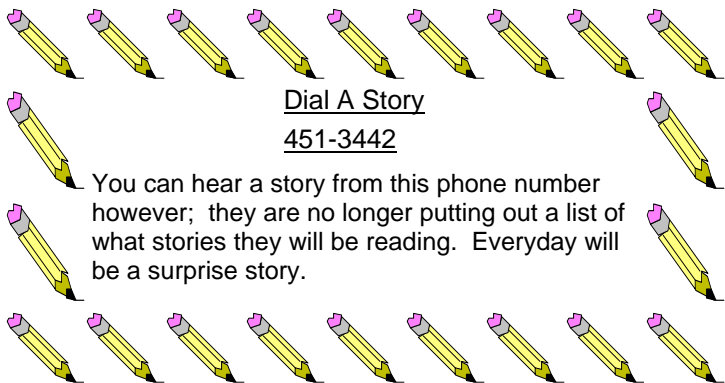 Dial A Story
451-3442
You can hear a story from this phone number
however;  they are no longer putting out a list of
what stories they will be reading.  Everyday will
be a surprise story.